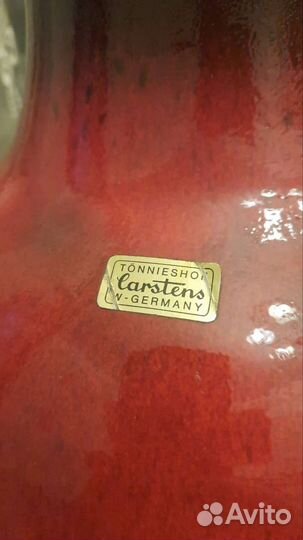 TÖNNIESHOF
Carstens
W-GERMANY
Avito